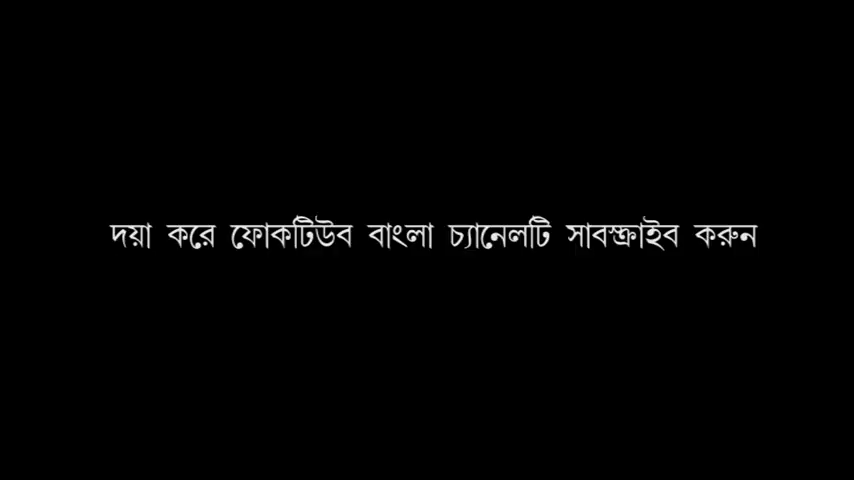 দয়া করে ফোকটিউব বাংলা চ্যানেলটি সাবস্ক্রাইব করুন